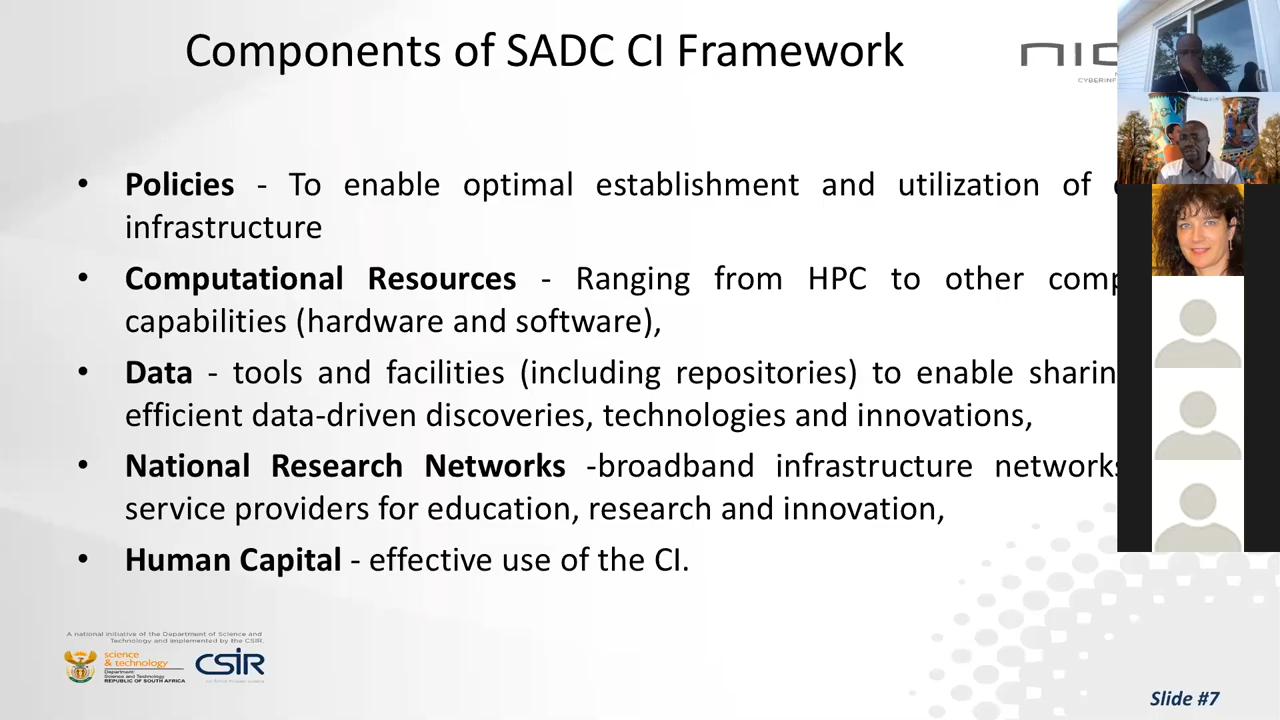 Components of SADC CI Framework
• Policies - To enable optimal establishment and utilization of
infrastructure
• Computational Resources - Ranging from HPC to other
capabilities (hardware and software),
• Data - tools and facilities (including repositories) to enable
efficient data-driven discoveries, technologies and innovations,
• National Research Networks -broadband infrastructure networks
service providers for education, research and innovation,
• Human Capital - effective use of the CI.
A national initiative of the Department of Science and
Technology and implemented by the CSIR.
science
& technology
Department:
Science and Technology
REPUBLIC OF SOUTH AFRICA
CSIR
Slide #7